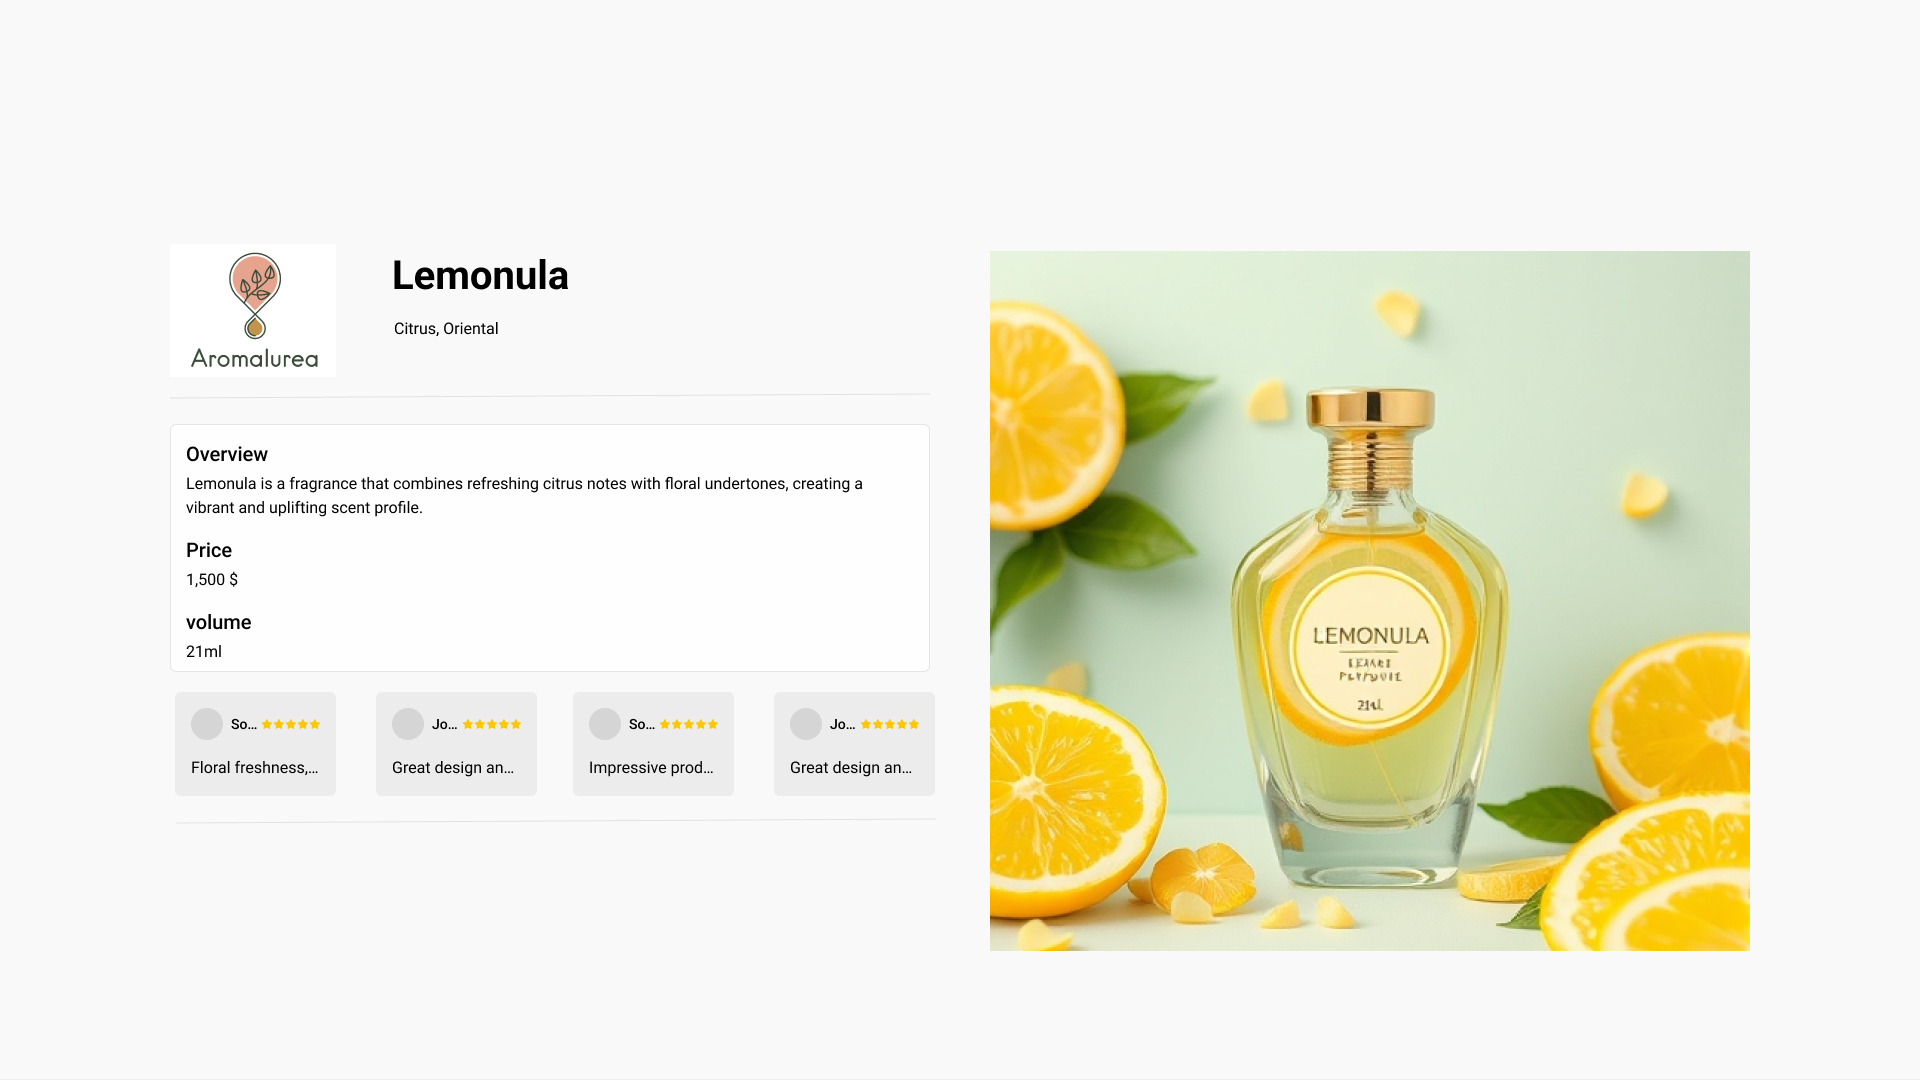 Aromalurea
Lemonula
Citrus, Oriental
Overview
Lemonula is a fragrance that combines refreshing citrus notes with floral undertones, creating a
vibrant and uplifting scent profile.
Price
1,500 $
volume
21ml
So...
Floral freshness,...
Jo...
Great design an...
So...
Impressive prod...
Jo...
Great design an...
LEMONULA